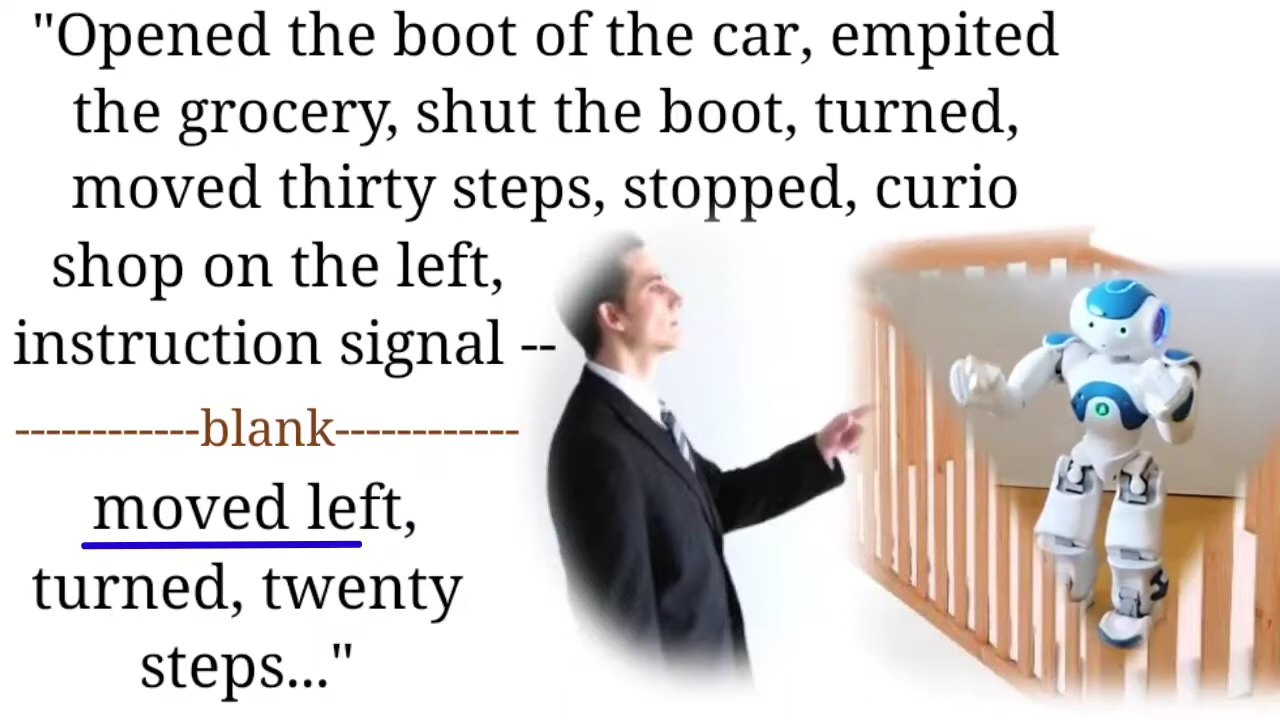 "Opened the boot of the car, empited
the grocery, shut the boot, turned,
moved thirty steps, stopped, curio
shop on the left,
instruction signal --
------------blank------------
moved left,
turned, twenty
steps..."